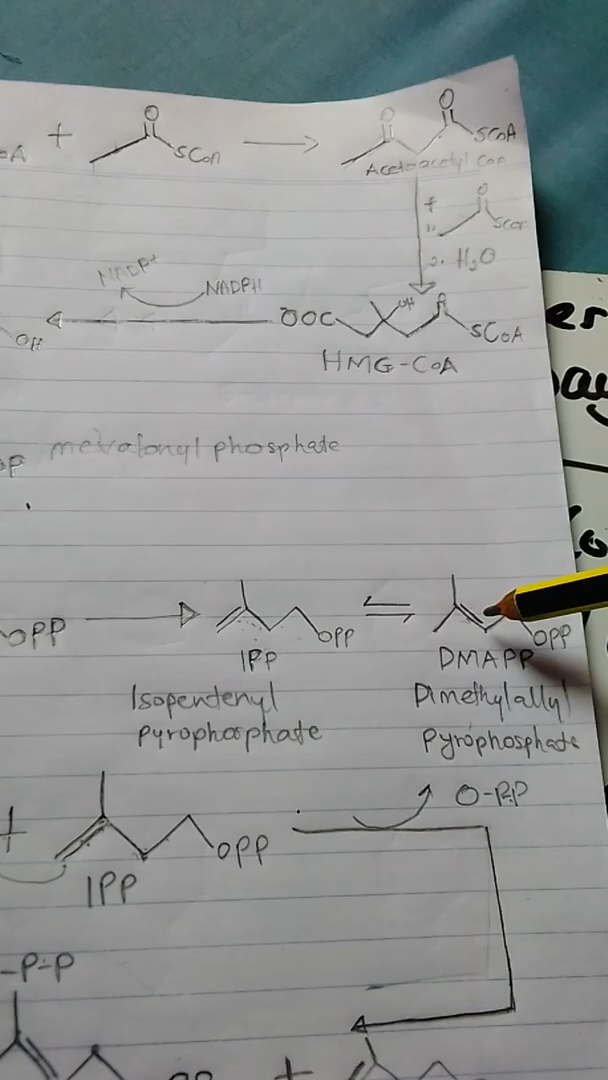 O O
O
+ SCoA SCoA
Acetoacetyl CoA
+
1. O
SCoA
2. H2O
NADP+ NADPH
OH OOC OH O SCoA
HMG-CoA
mevalonyl phosphate
OPP OPP OPP
IPP DMAPP
Isopentenyl Dimethylallyl
pyrophosphate Pyrophosphate
O-P-P
+ OPP
IPP
-P-P
+